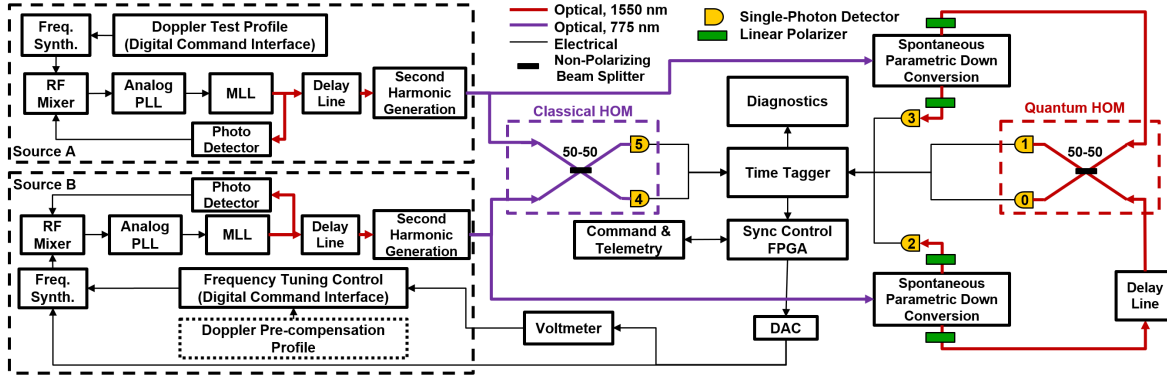 Freq.
Synth.
Doppler Test Profile
(Digital Command Interface)
RF
Mixer
Analog
PLL
MLL
Delay
Line
Second
Harmonic
Generation
Photo
Detector
Source A
Optical, 1550 nm
Optical, 775 nm
Electrical
Non-Polarizing
Beam Splitter
Single-Photon Detector
Linear Polarizer
Spontaneous
Parametric Down
Conversion
Diagnostics
Classical HOM
50-50
5
4
Time Tagger
3
Quantum HOM
1
50-50
0
Source B
Photo
Detector
RF
Mixer
Analog
PLL
MLL
Delay
Line
Second
Harmonic
Generation
Command &
Telemetry
Sync Control
FPGA
2
Freq.
Synth.
Frequency Tuning Control
(Digital Command Interface)
Doppler Pre-compensation
Profile
Voltmeter
DAC
Spontaneous
Parametric Down
Conversion
Delay
Line